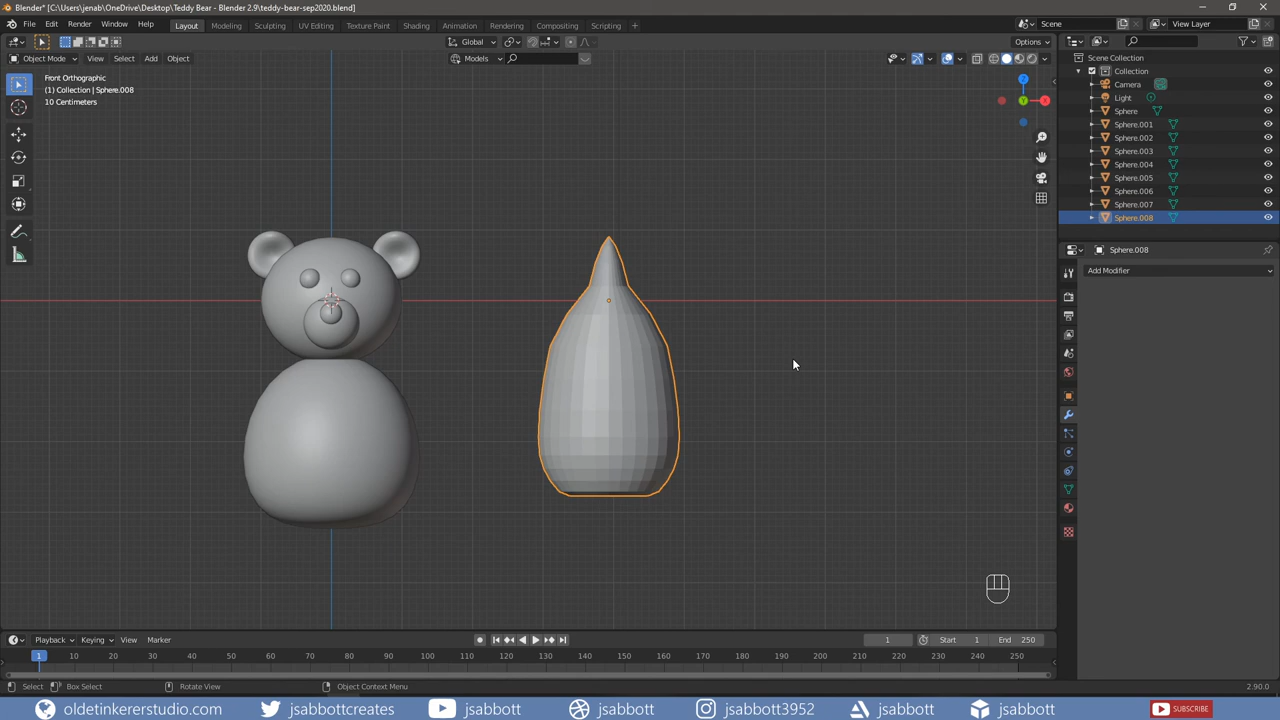 Blender* [C:\Users\jenab\OneDrive\Desktop\Teddy Bear - Blender 2.9\teddy-bear-sep2020.blend]
File Edit Render Window Help Layout Modeling Sculpting UV Editing Texture Paint Shading Animation Rendering Compositing Scripting Scene View Layer
Global Options
Object Mode View Select Add Object Models
Front Orthographic
(1) Collection | Sphere.008
10 Centimeters
Z
Y
X
Scene Collection
Collection
Camera
Light
Sphere
Sphere.001
Sphere.002
Sphere.003
Sphere.004
Sphere.005
Sphere.006
Sphere.007
Sphere.008
Sphere.008
Add Modifier
Playback Keying View Marker 1 Start 1 End 250
1 10 20 30 40 50 60 70 80 90 100 110 120 130 140 150 160 170 180 190 200 210 220 230 240 250
Select Box Select Rotate View Object Context Menu 2.90.0
oldetinkererstudio.com jsabbottcreates jsabbott jsabbott jsabbott3952 jsabbott jsabbott SUBSCRIBE